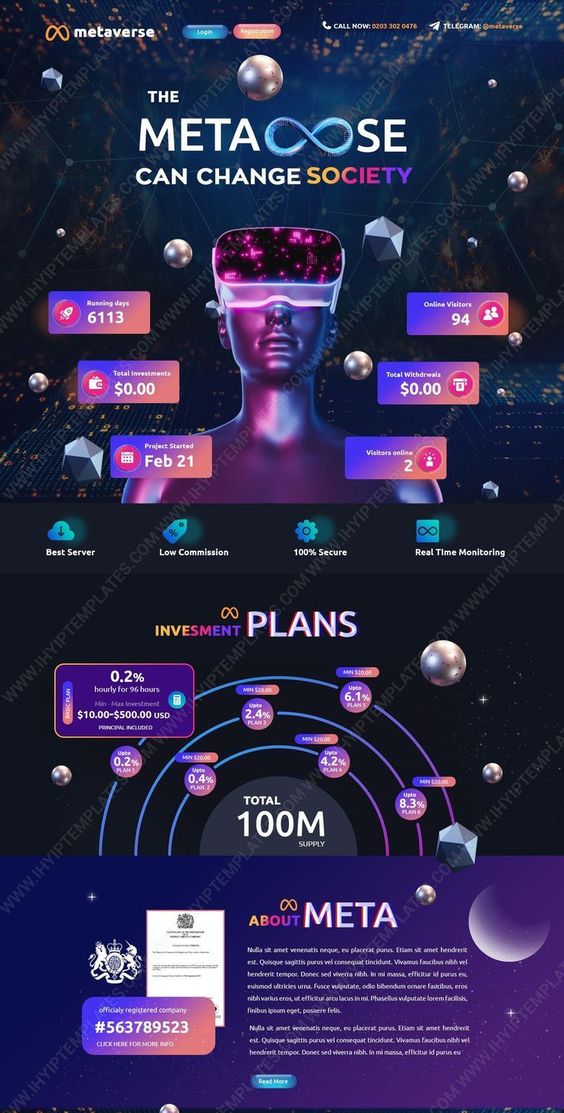 metaverse
Login
Registration
CALL NOW: 0203 302 0476
TELEGRAM: @metaverse
THE
META SE
CAN CHANGE SOCIETY
Running days
6113
Online Visitors
94
Total Investments
$0.00
Total Withdrwals
$0.00
Project Started
Feb 21
Visitors online
2
Best Server
Low Commission
100% Secure
Real TIme Monitoring
INVESMENT PLANS
BASIC PLAN
0.2%
hourly for 96 hours
Min - Max Investment
$10.00~$500.00 USD
PRINCIPAL INCLUDED
MIN $20.00
Upto
6.1%
PLAN 5
MIN $20.00
Upto
2.4%
PLAN 3
Upto
0.2%
PLAN 1
MIN $20.00
Upto
0.4%
PLAN 2
MIN $20.00
Upto
4.2%
PLAN 4
MIN $20.00
Upto
8.3%
PLAN 6
TOTAL
100M
SUPPLY
ABOUT META
Nulla sit amet venenatis neque, eu placerat purus. Etiam sit amet hendrerit
est. Quisque sagittis purus vel consequat tincidunt. Vivamus faucibus vel
hendrerit tempor. Donec sed viverra nibh. In mi massa, efficitur id purus eu,
euismod ultricies urna. Fusce vulputate, odio bibendum ornare faucibus, eros
nibh varius eros, ut efficitur arcu lacus in mi. Phasellus vulputate lorem facilisis,
finibus ipsum eget, posuere felis.
Nulla sit amet venenatis neque, eu placerat purus. Etiam sit amet hendrerit
est. Quisque sagittis purus vel consequat tincidunt. Vivamus faucibus vel
hendrerit tempor. Donec sed viverra nibh. In mi massa, efficitur id purus eu
officialy registered company
#563789523
CLICK HERE FOR MORE INFO
Read More
WWW.IHYIPTEMPLATES.COM